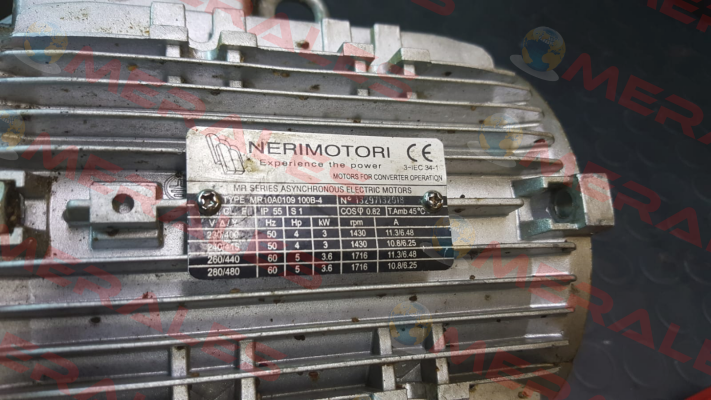 NERIMOTORI CE
Experience the power 3~IEC 34-1
MOTORS FOR CONVERTER OPERATION
MR SERIES ASYNCHRONOUS ELECTRIC MOTORS
TYPE MR10A0109 100B-4 N°
IP 55 S 1 COSφ 0.82 T.Amb 45°C
V Hz Hp kW rpm A
230/400 50 4 3 1430 11.3/6.48
240/415 50 4 3 1430 10.8/6.25
260/440 60 5 3.6 1716 11.3/6.48
280/480 60 5 3.6 1716 10.8/6.25
MERALES